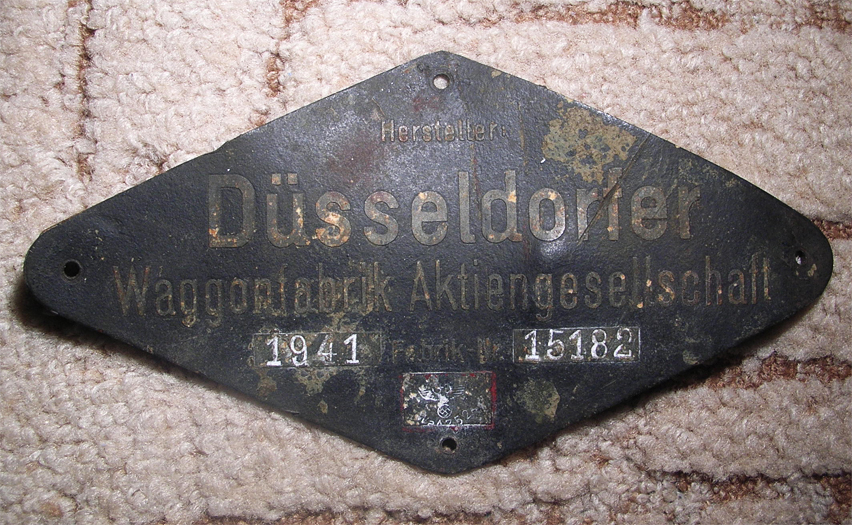 Hersteller:
Düsseldorfer
Waggonfabrik Aktiengesellschaft
1941 Fabrik-Nr. 15182